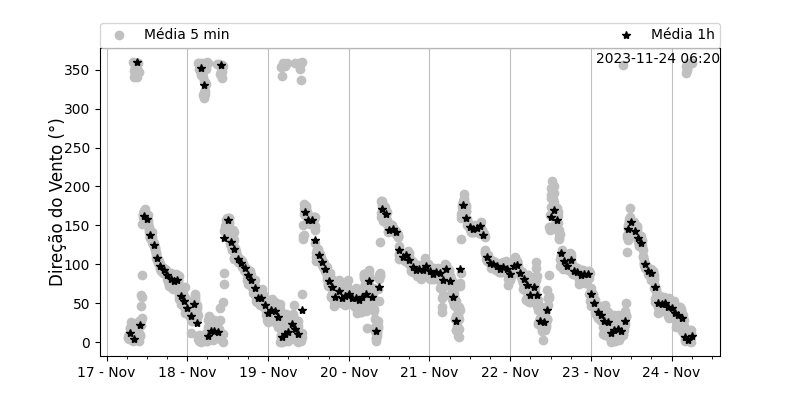 Média 5 min
Média 1h
2023-11-24 06:20
Direção do Vento (°)
350
300
250
200
150
100
50
0
17 - Nov
18 - Nov
19 - Nov
20 - Nov
21 - Nov
22 - Nov
23 - Nov
24 - Nov